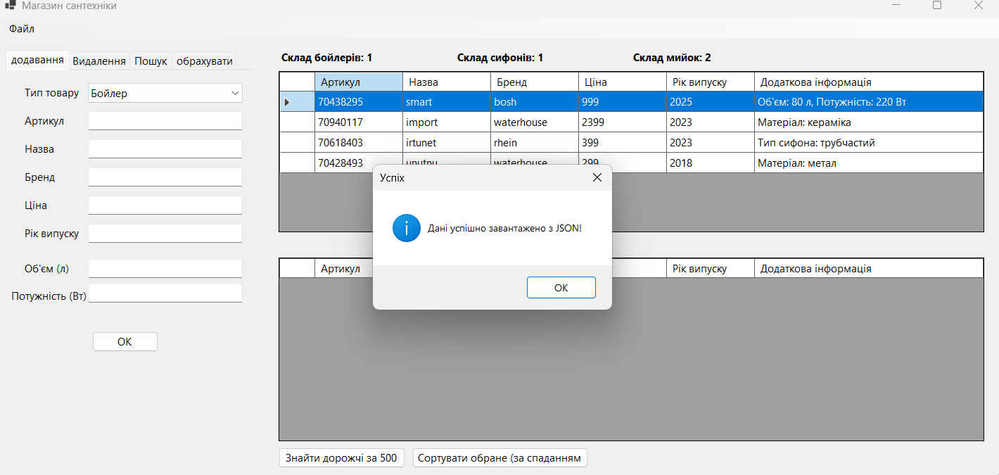 Магазин сантехніки
Файл
додавання Видалення Пошук обрахувати
Тип товару Бойлер
Артикул
Назва
Бренд
Ціна
Рік випуску
Об'єм (л)
Потужність (Вт)
ОК
Склад бойлерів: 1 Склад сифонів: 1 Склад мийок: 2
Артикул Назва Бренд Ціна Рік випуску Додаткова інформація
70438295 smart bosh 999 2025 Об'єм: 80 л, Потужність: 220 Вт
70940117 import waterhouse 2399 2023 Матеріал: кераміка
70618403 irtunet rhein 399 2023 Тип сифона: трубчастий
70428493 waterhouse 299 2018 Матеріал: метал
Успіх
Дані успішно завантажено з JSON!
ОК
Артикул Рік випуску Додаткова інформація
Знайти дорожчі за 500 Сортувати обране (за спаданням